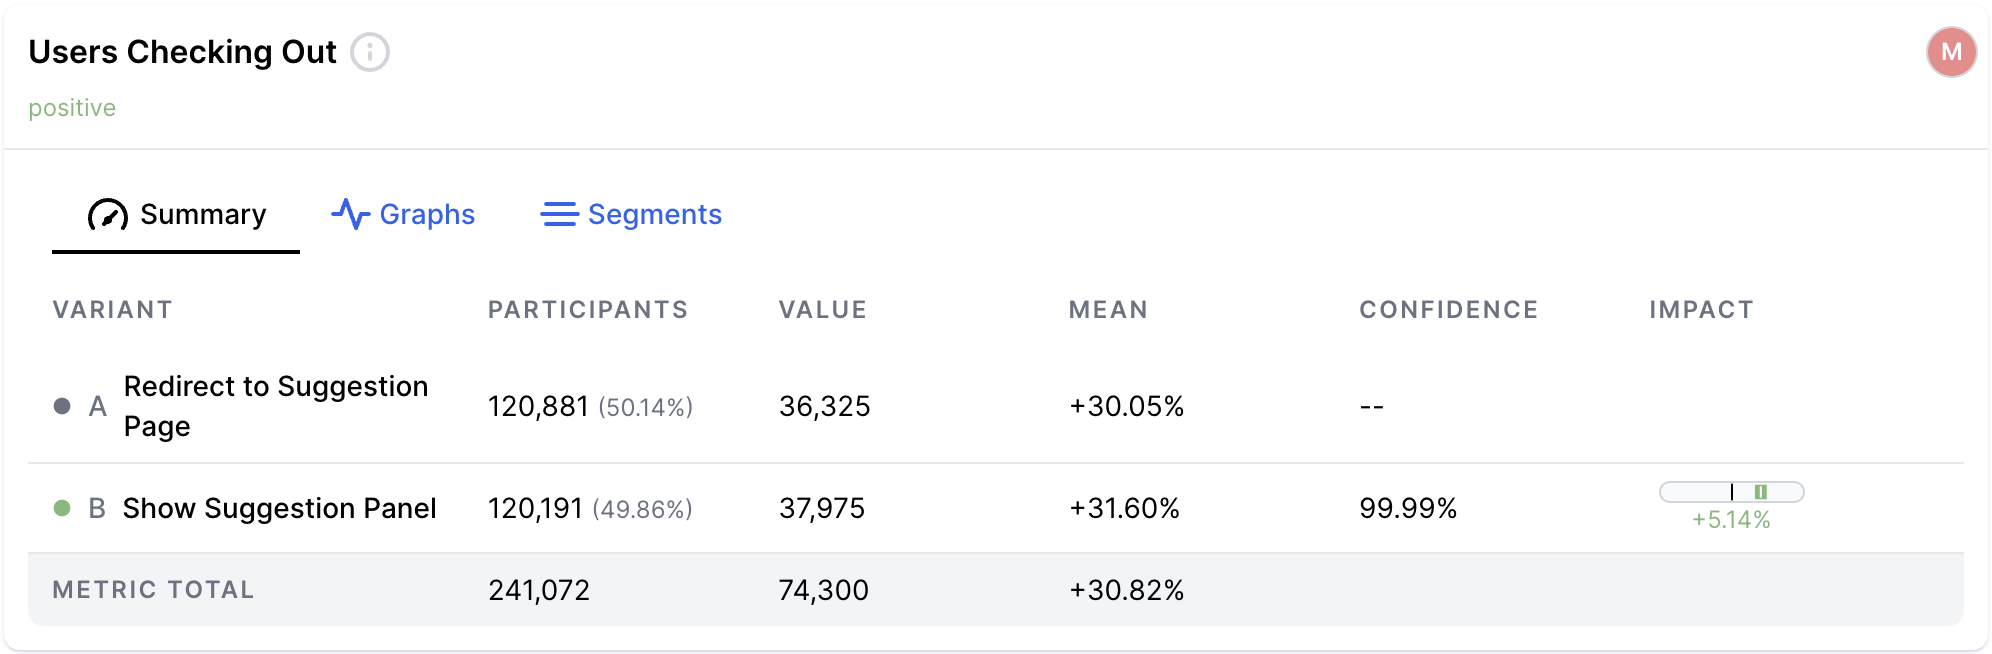 Users Checking Out
M
positive
Summary Graphs Segments
VARIANT PARTICIPANTS VALUE MEAN CONFIDENCE IMPACT
A Redirect to Suggestion
Page
120,881 (50.14%) 36,325 +30.05% --
B Show Suggestion Panel 120,191 (49.86%) 37,975 +31.60% 99.99%
+5.14%
METRIC TOTAL 241,072 74,300 +30.82%